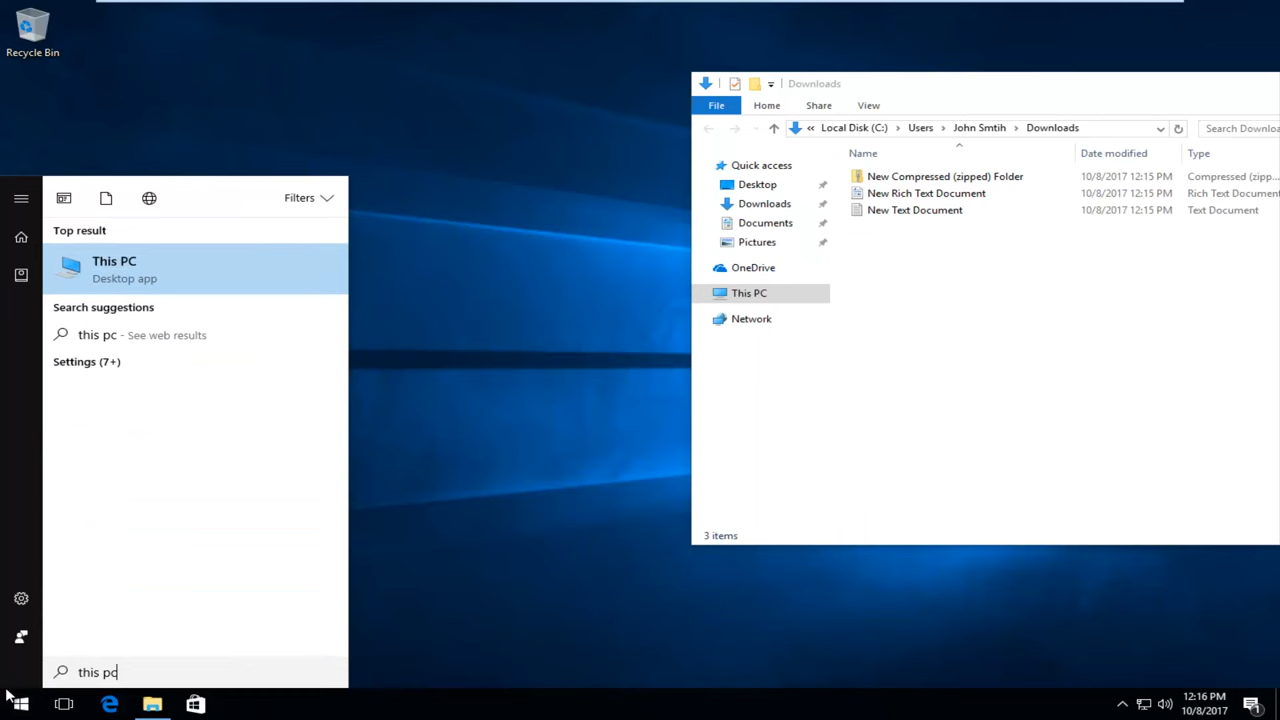 Recycle Bin
Filters
Top result
This PC
Desktop app
Search suggestions
this pc - See web results
Settings (7+)
this pc
Downloads
File Home Share View
« Local Disk (C:) › Users › John Smtih › Downloads
Search Downloa
Name Date modified Type
Quick access
Desktop
Downloads
Documents
Pictures
OneDrive
This PC
Network
New Compressed (zipped) Folder 10/8/2017 12:15 PM Compressed (zipp...
New Rich Text Document 10/8/2017 12:15 PM Rich Text Document
New Text Document 10/8/2017 12:15 PM Text Document
3 items
12:16 PM
10/8/2017
1